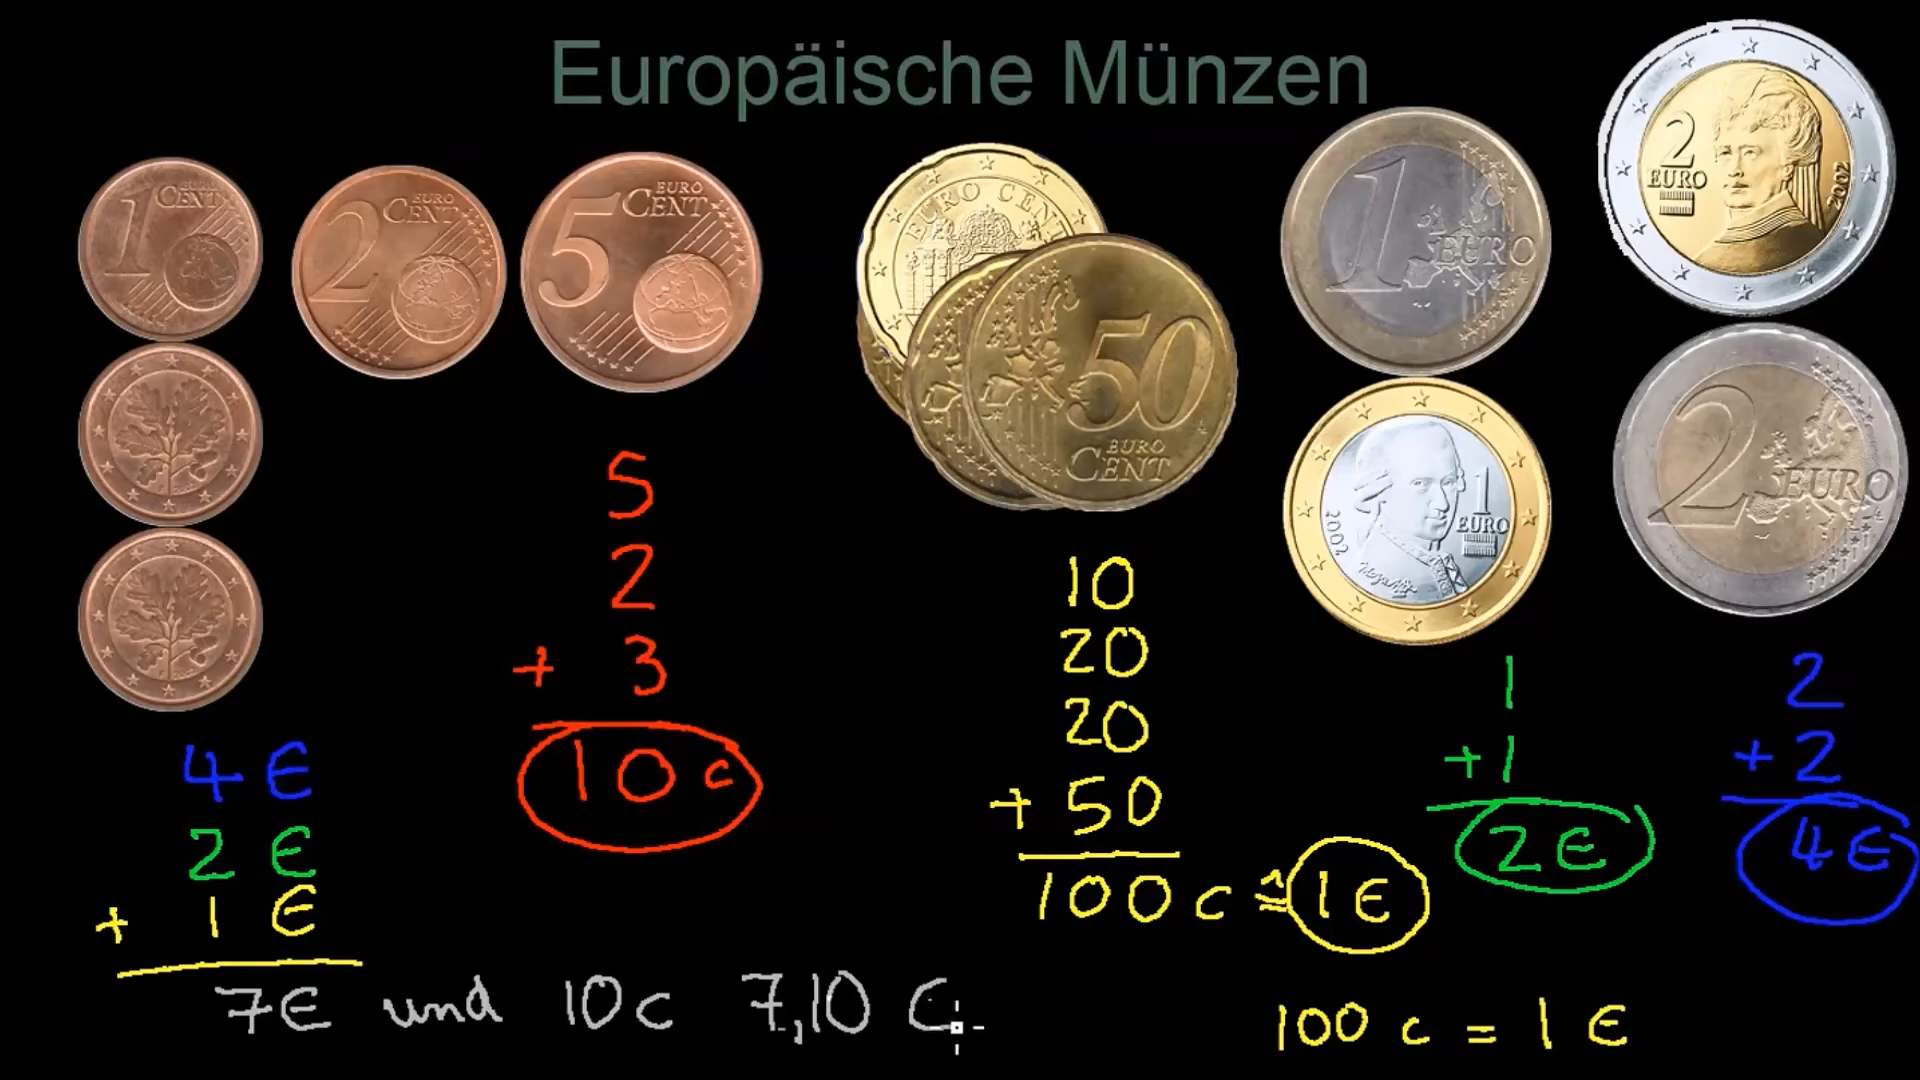 Europäische Münzen
1 EURO CENT
2 EURO CENT
5 EURO CENT
EURO CENT
50 EURO CENT
1 EURO
2 EURO
2002
1 EURO
2002
2 EURO
5
2
+ 3
10 c
10
20
20
+ 50
100 c ≙ 1 €
1
+ 1
2 €
2
+ 2
4 €
4 €
2 €
+ 1 €
7 € und 10 c 7,10 €
100 c = 1 €